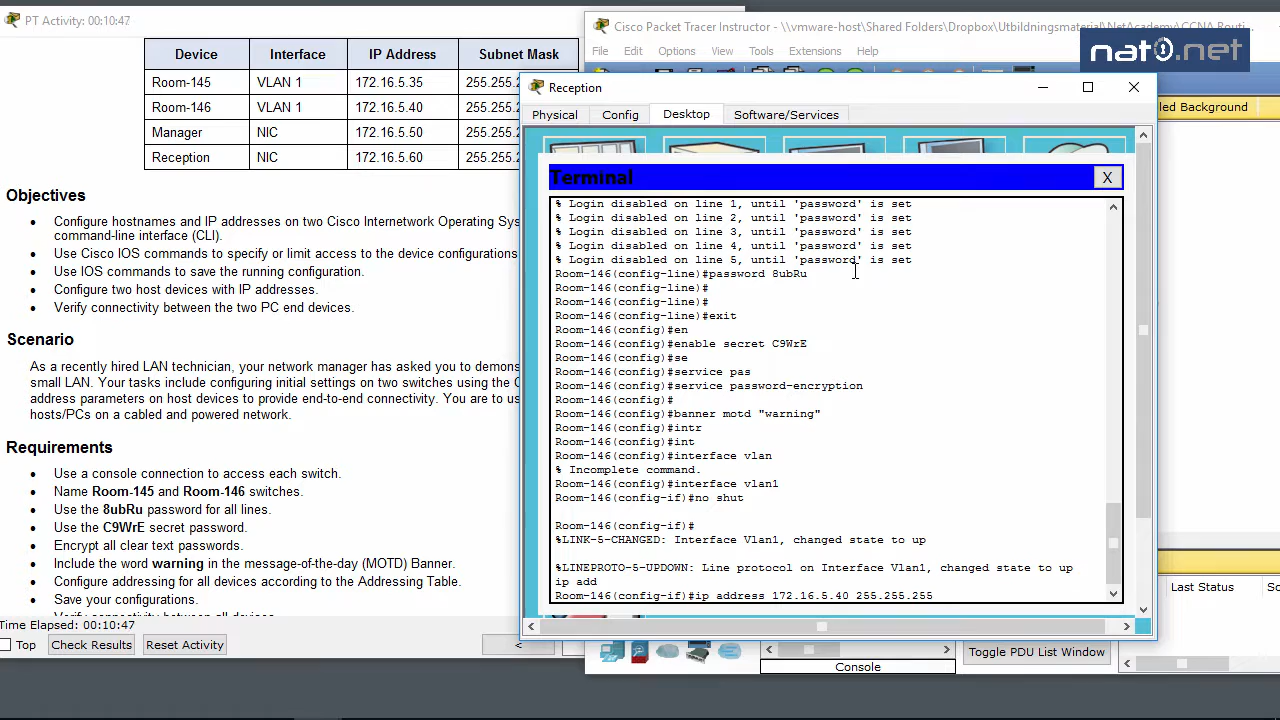 PT Activity: 00:10:47
Device Interface IP Address Subnet Mask
Room-145 VLAN 1 172.16.5.35 255.255.2
Room-146 VLAN 1 172.16.5.40 255.255.2
Manager NIC 172.16.5.50 255.255.2
Reception NIC 172.16.5.60 255.255.2
Objectives
• Configure hostnames and IP addresses on two Cisco Internetwork Operating Sys
command-line interface (CLI).
• Use Cisco IOS commands to specify or limit access to the device configurations
• Use IOS commands to save the running configuration.
• Configure two host devices with IP addresses.
• Verify connectivity between the two PC end devices.
Scenario
As a recently hired LAN technician, your network manager has asked you to demons
small LAN. Your tasks include configuring initial settings on two switches using the C
address parameters on host devices to provide end-to-end connectivity. You are to us
hosts/PCs on a cabled and powered network.
Requirements
• Use a console connection to access each switch.
• Name Room-145 and Room-146 switches.
• Use the 8ubRu password for all lines.
• Use the C9WrE secret password.
• Encrypt all clear text passwords.
• Include the word warning in the message-of-the-day (MOTD) Banner.
• Configure addressing for all devices according to the Addressing Table.
• Save your configurations.
• Verify connectivity between all devices
Time Elapsed: 00:10:47
Top Check Results Reset Activity <
Cisco Packet Tracer Instructor - \\vmware-host\Shared Folders\Dropbox\Utbildningsmaterial\NetAcademy\CCNA Routi...
File Edit Options View Tools Extensions Help
nat0.net
led Background
Reception
Physical Config Desktop Software/Services
Terminal X
% Login disabled on line 1, until 'password' is set
% Login disabled on line 2, until 'password' is set
% Login disabled on line 3, until 'password' is set
% Login disabled on line 4, until 'password' is set
% Login disabled on line 5, until 'password' is set
Room-146(config-line)#password 8ubRu
Room-146(config-line)#
Room-146(config-line)#
Room-146(config-line)#exit
Room-146(config)#en
Room-146(config)#enable secret C9WrE
Room-146(config)#se
Room-146(config)#service pas
Room-146(config)#service password-encryption
Room-146(config)#
Room-146(config)#banner motd "warning"
Room-146(config)#intr
Room-146(config)#int
Room-146(config)#interface vlan
% Incomplete command.
Room-146(config)#interface vlan1
Room-146(config-if)#no shut
Room-146(config-if)#
%LINK-5-CHANGED: Interface Vlan1, changed state to up
%LINEPROTO-5-UPDOWN: Line protocol on Interface Vlan1, changed state to up
ip add
Room-146(config-if)#ip address 172.16.5.40 255.255.255
Last Status
Console
Toggle PDU List Window